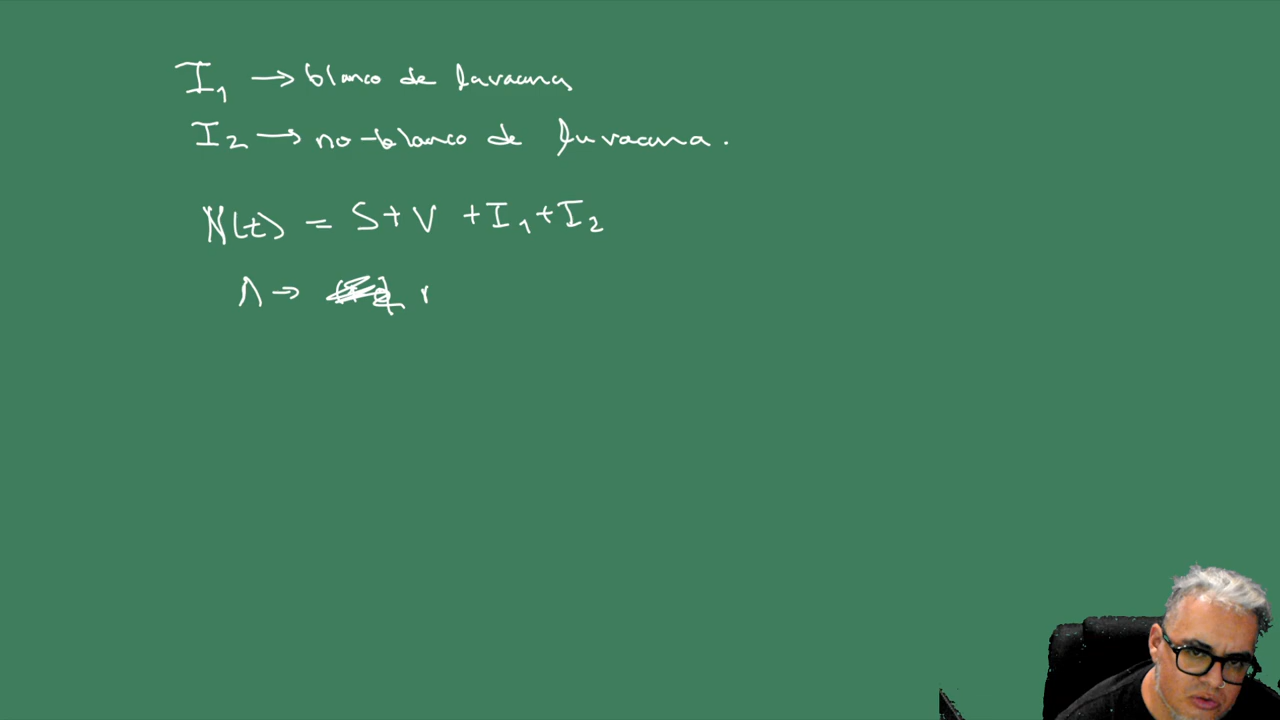 I₁ → blanco de la vacuna
I₂ → no-blanco de la vacuna.
N(t) = S + V + I₁ + I₂
Λ →